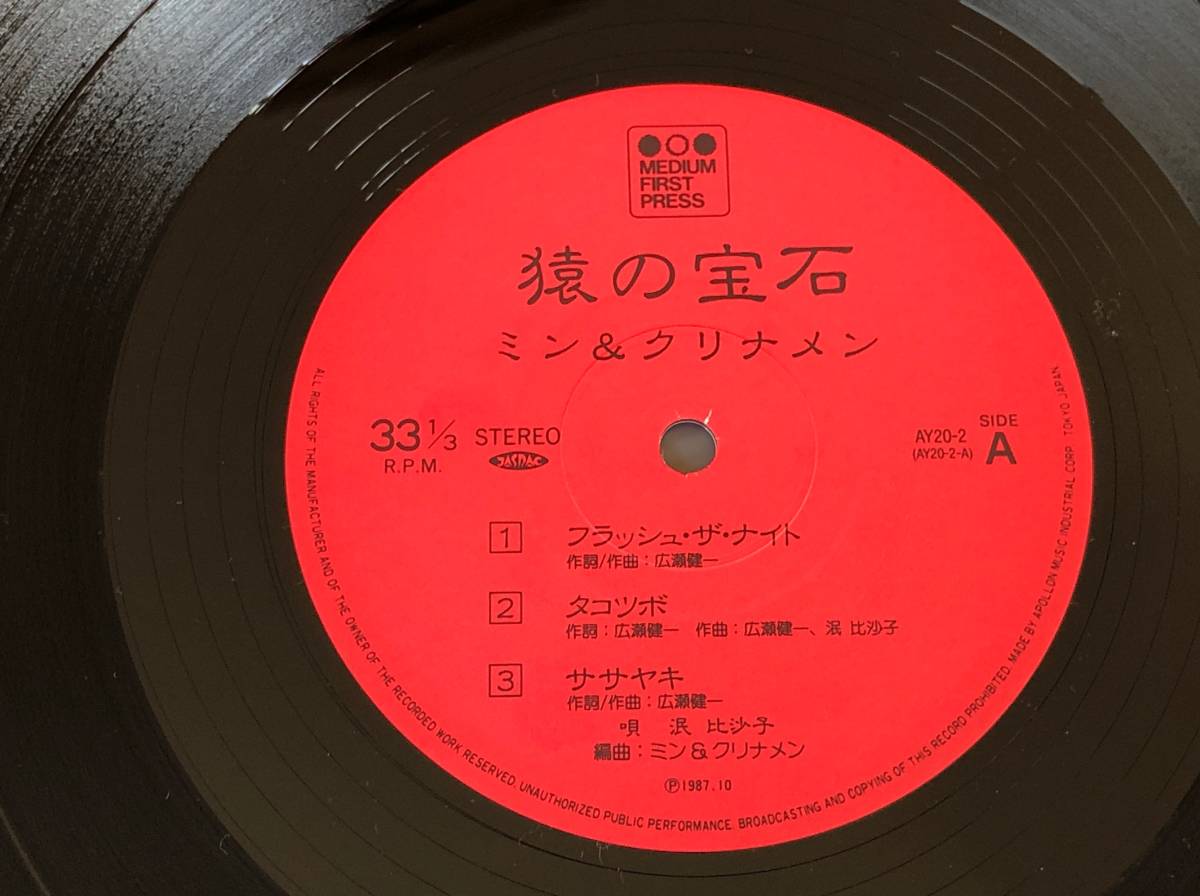 MEDIUM
FIRST
PRESS
猿の宝石
ミン&クリナメン
33 1/3 STEREO
R.P.M. JASRAC
AY20-2 SIDE
(AY20-2-A) A
1 フラッシュ・ザ・ナイト
作詞/作曲:広瀬健一
2 タコツボ
作詞:広瀬健一 作曲:広瀬健一、泯 比沙子
3 ササヤキ
作詞/作曲:広瀬健一
唄 泯 比沙子
編曲:ミン&クリナメン
Ⓟ1987.10
ALL RIGHTS OF THE MANUFACTURER AND OF THE OWNER OF THE RECORDED WORK RESERVED. UNAUTHORIZED PUBLIC PERFORMANCE. BROADCASTING AND COPYING OF THIS RECORD PROHIBITED. MADE BY APOLLON MUSIC INDUSTRIAL CORP. TOKYO JAPAN